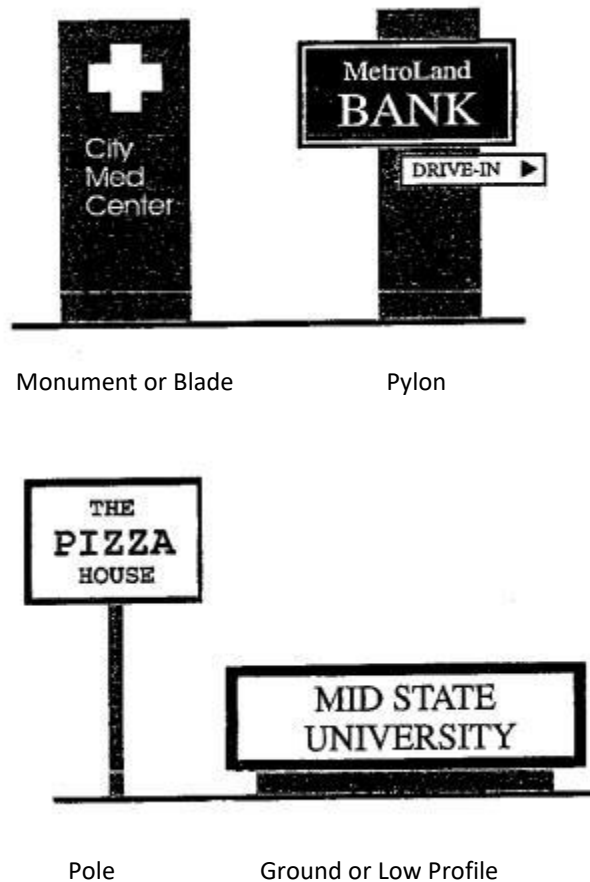 City
Med
Center
MetroLand
BANK
DRIVE-IN
Monument or Blade
Pylon
THE
PIZZA
HOUSE
MID STATE
UNIVERSITY
Pole
Ground or Low Profile